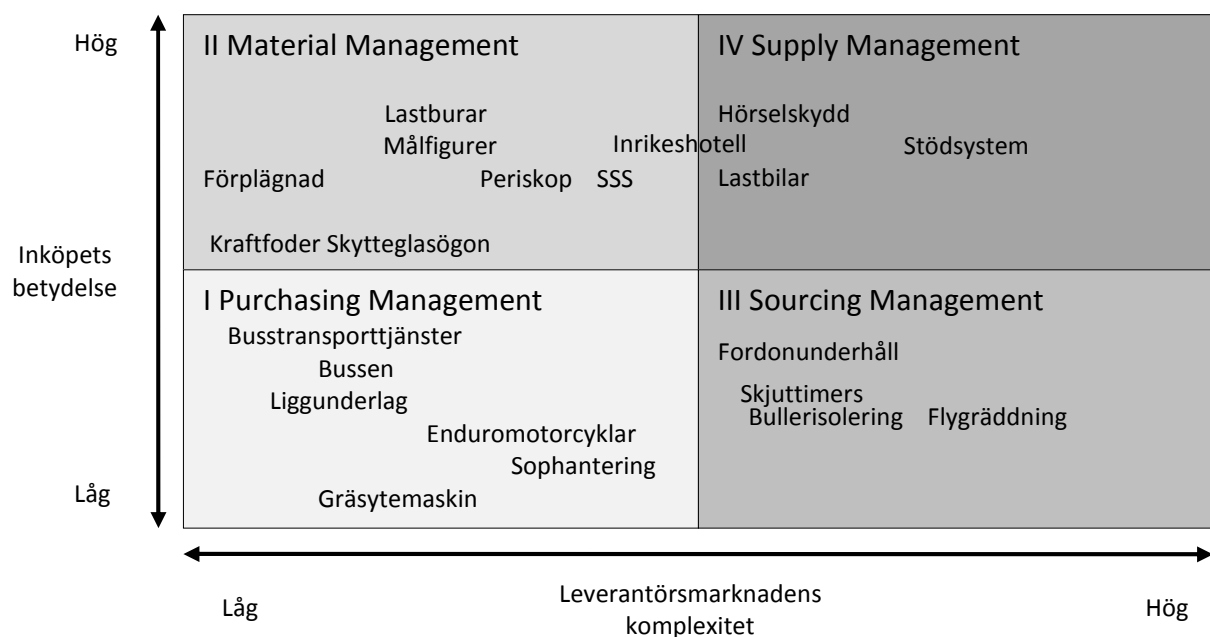 Hög
II Material Management
IV Supply Management
Lastburar
Hörselskydd
Målfigurer
Inrikeshotell
Stödsystem
Förplägnad
Periskop
SSS
Lastbilar
Kraftfoder Skytteglasögon
Inköpets
betydelse
I Purchasing Management
III Sourcing Management
Busstransporttjänster
Fordonunderhåll
Bussen
Liggunderlag
Skjuttimers
Bullerisolering
Flygräddning
Enduromotorcyklar
Sophantering
Låg
Gräsytemaskin
Låg
Leverantörsmarknadens
komplexitet
Hög